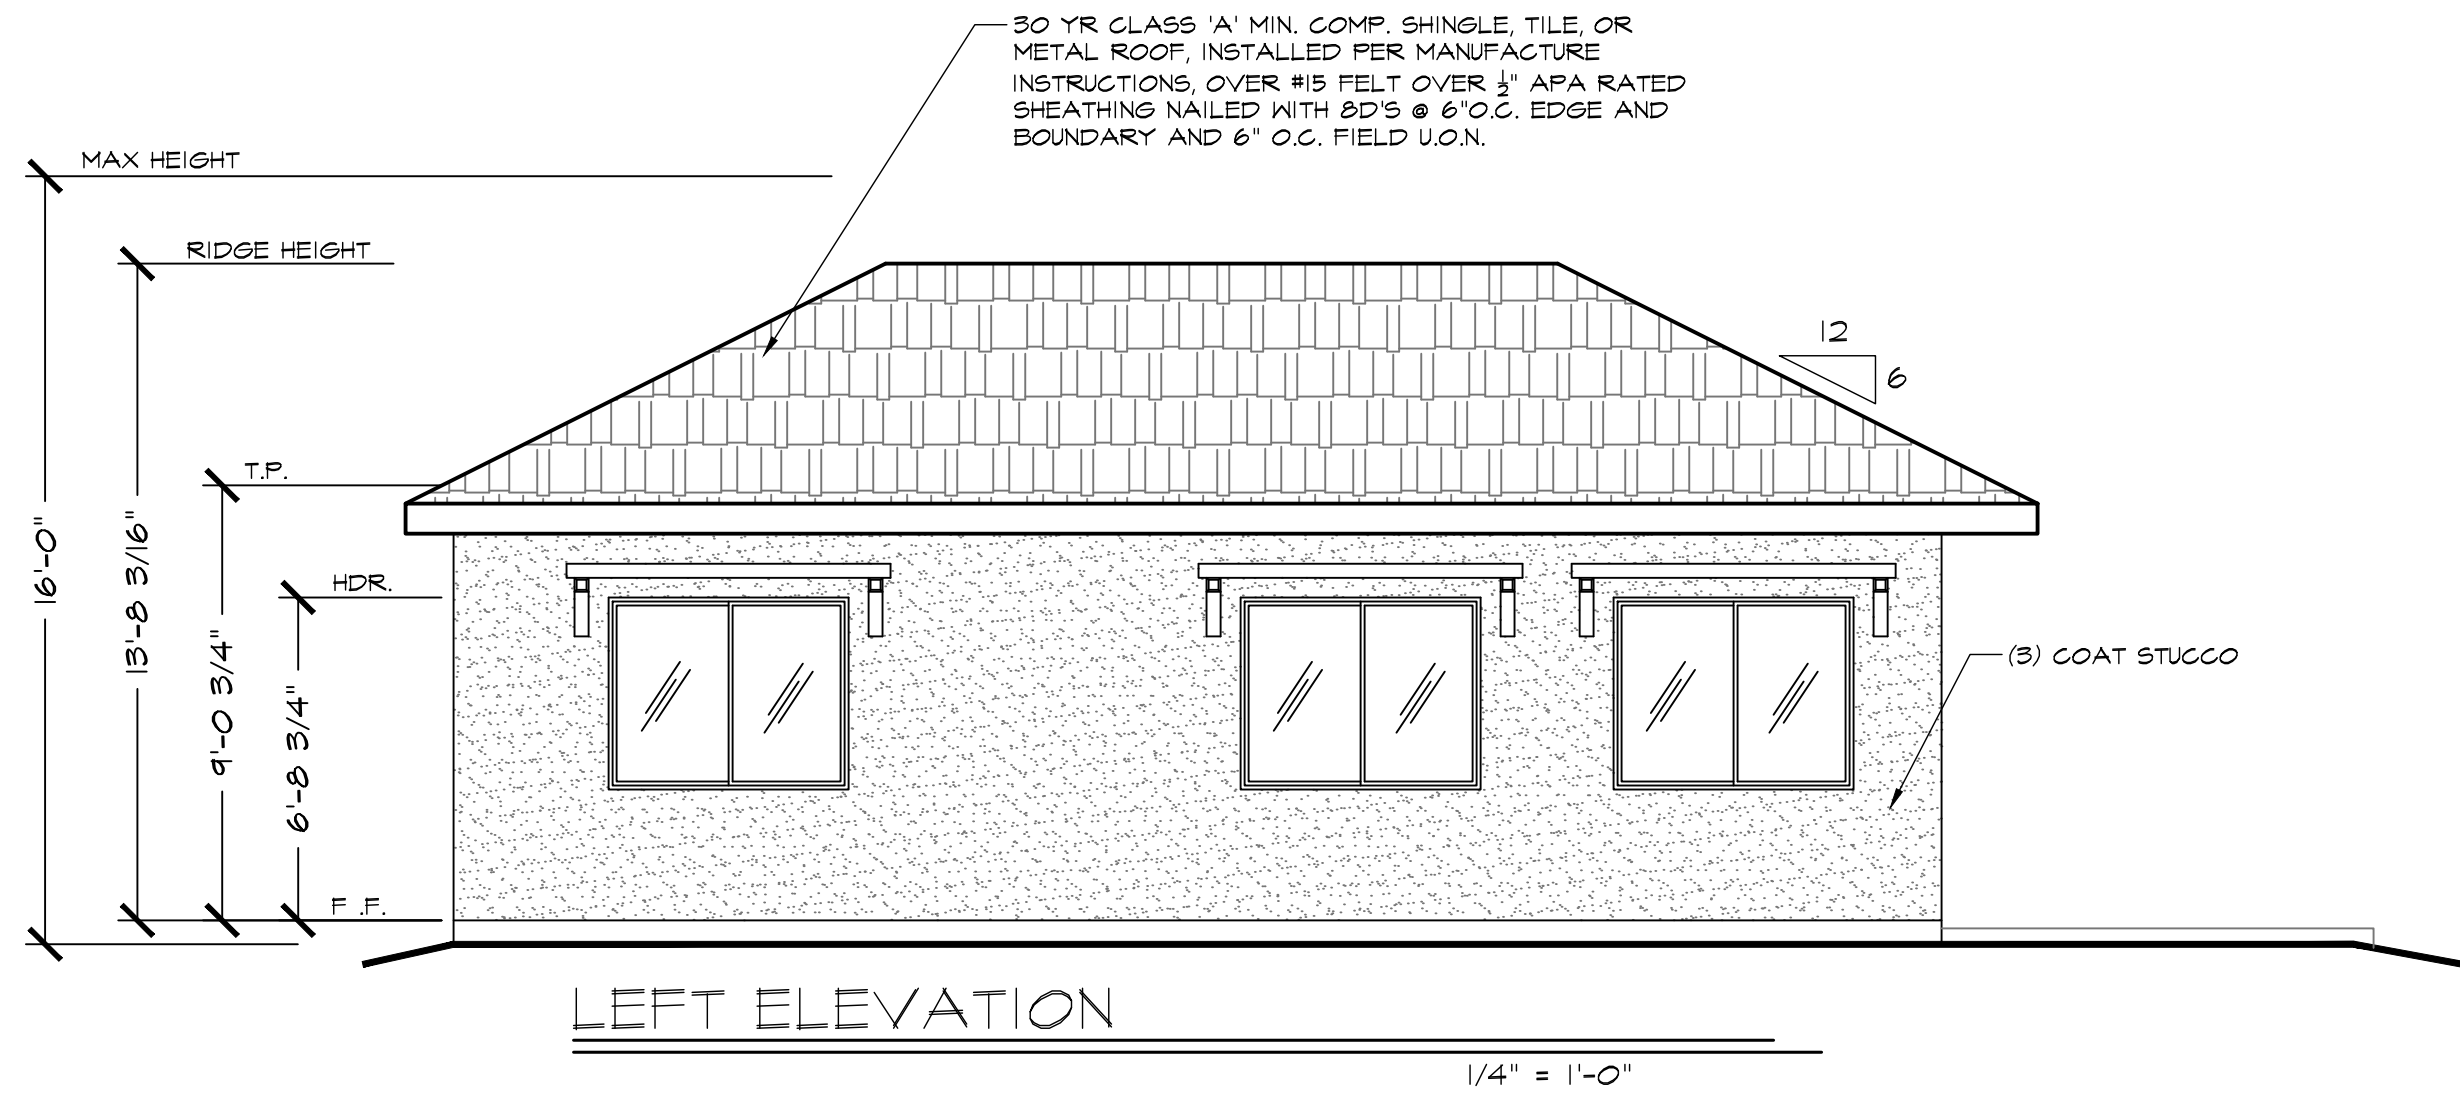 30 YR CLASS 'A' MIN. COMP. SHINGLE, TILE, OR
METAL ROOF, INSTALLED PER MANUFACTURE
INSTRUCTIONS, OVER #15 FELT OVER ½" APA RATED
SHEATHING NAILED WITH 8D'S @ 6"O.C. EDGE AND
BOUNDARY AND 6" O.C. FIELD U.O.N.
MAX HEIGHT
RIDGE HEIGHT
12
6
T.P.
HDR.
16'-0"
13'-8 3/16"
9'-0 3/4"
6'-8 3/4"
(3) COAT STUCCO
F .F.
LEFT ELEVATION
1/4" = 1'-0"